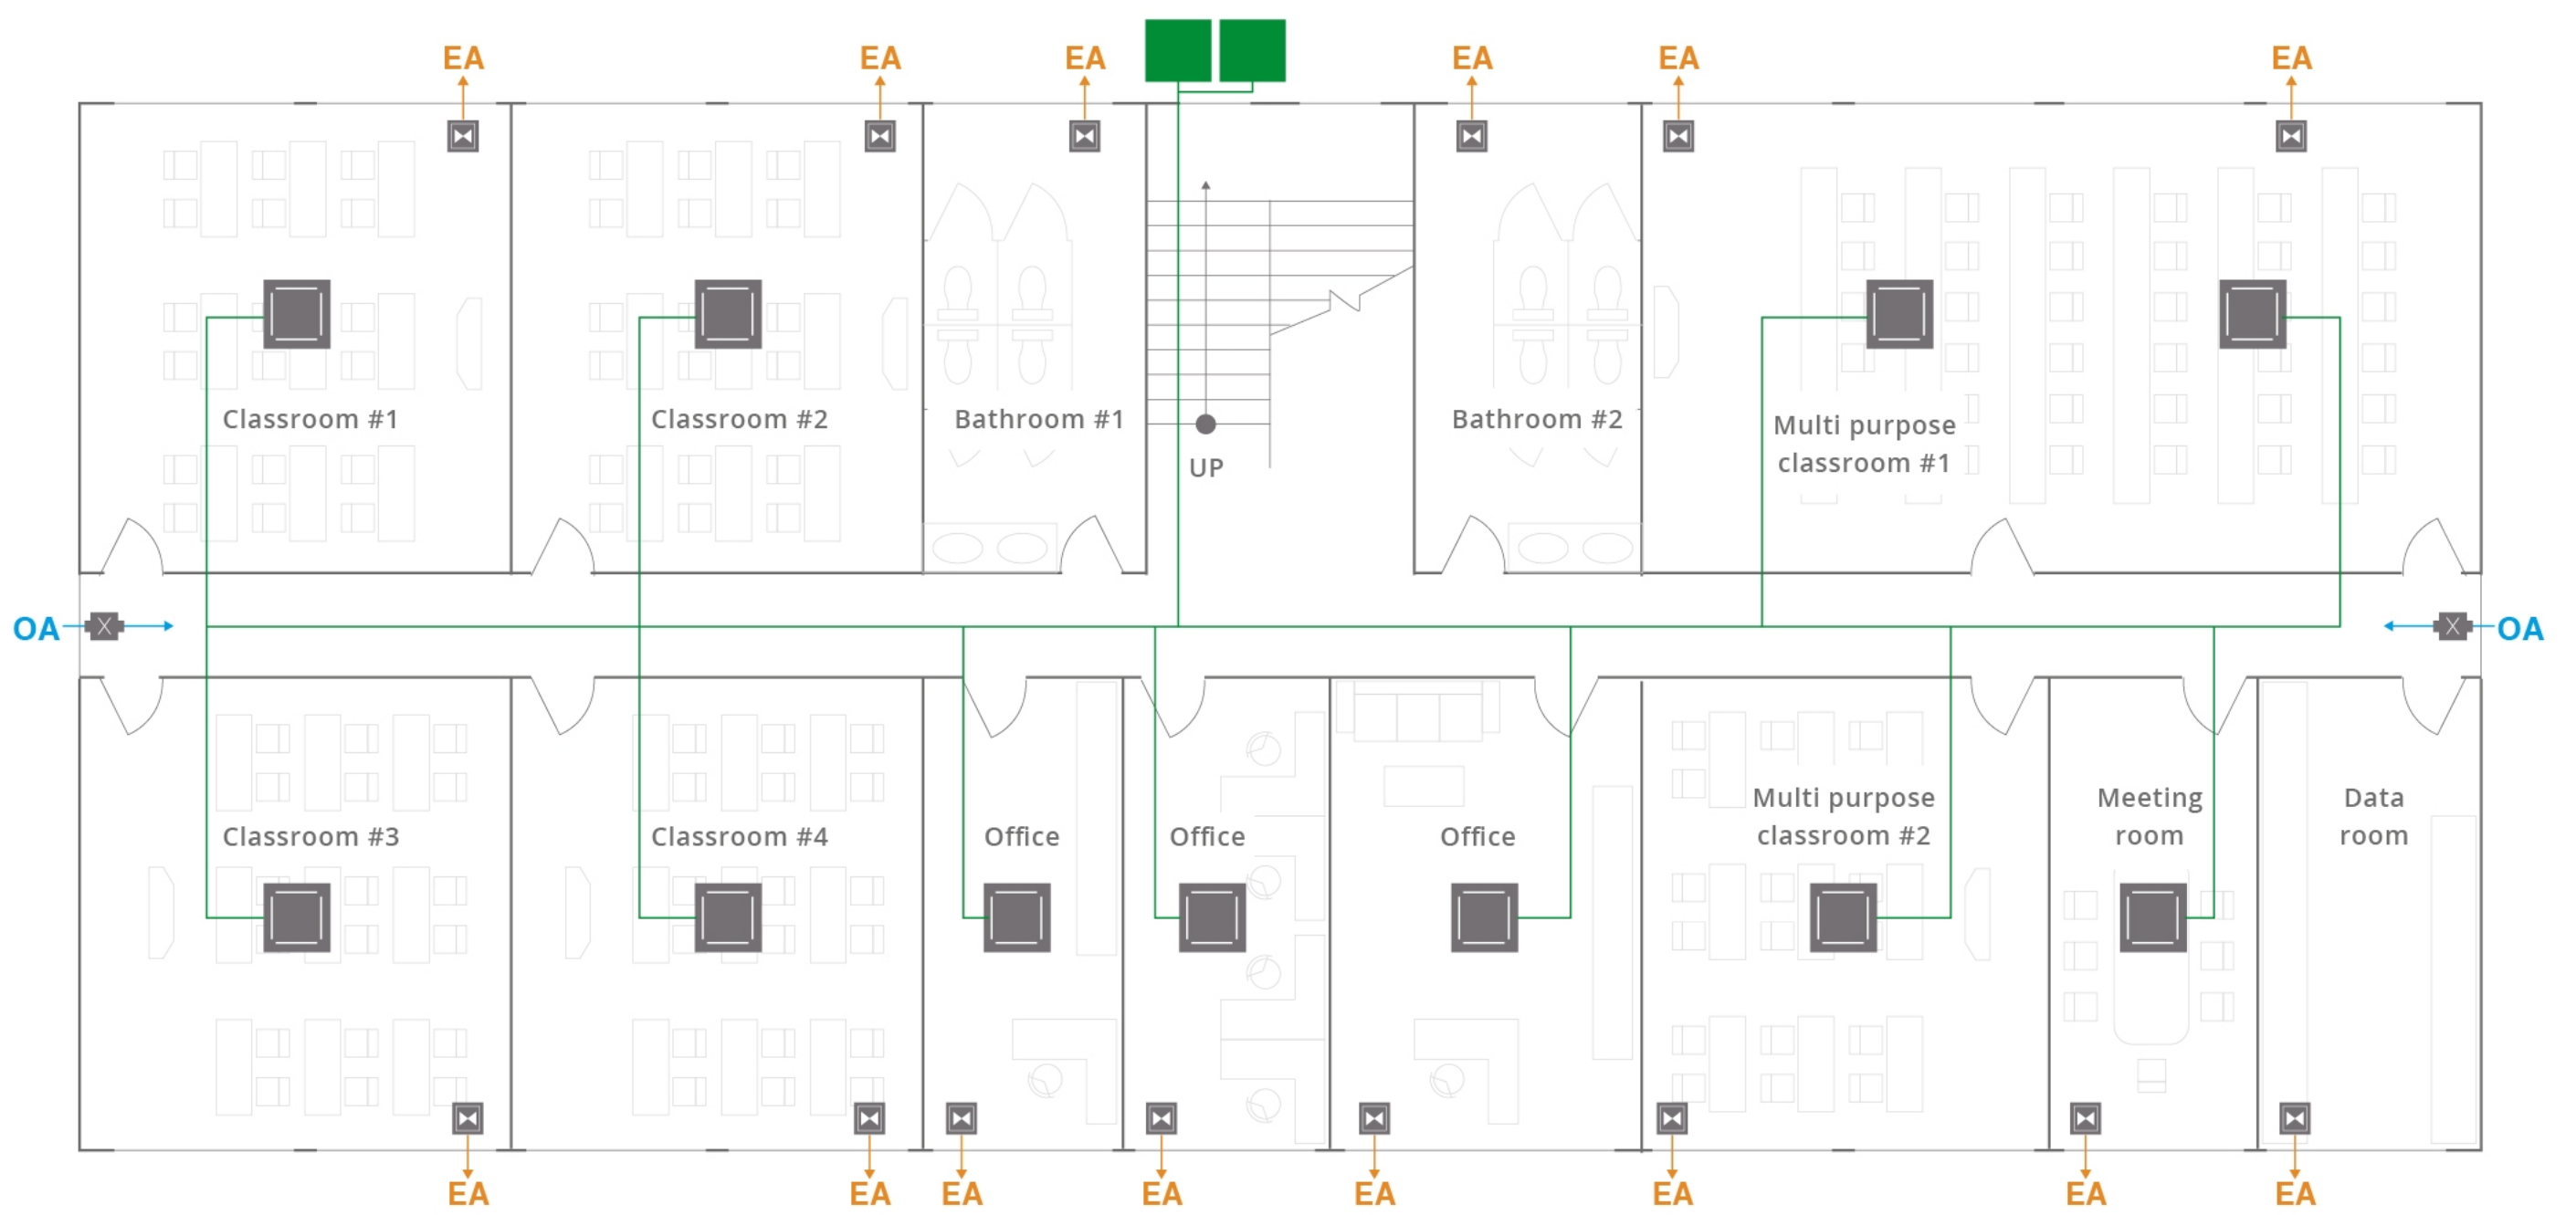 EA
EA
EA
EA
EA
EA
Classroom #1
Classroom #2
Bathroom #1
UP
Bathroom #2
Multi purpose
classroom #1
OA
OA
Classroom #3
Classroom #4
Office
Office
Office
Multi purpose
classroom #2
Meeting
room
Data
room
EA
EA
EA
EA
EA
EA
EA
EA